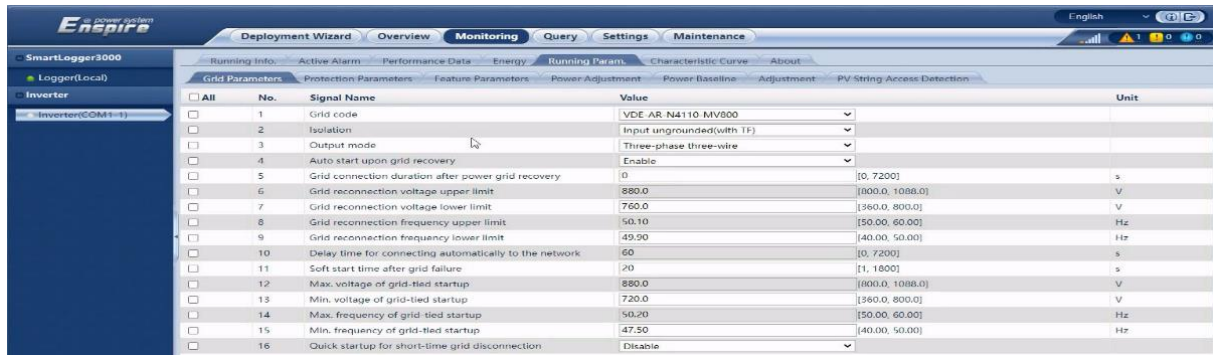 Enspire e power system
English
Deployment Wizard Overview Monitoring Query Settings Maintenance
1 0 0
SmartLogger3000
Logger(Local)
Inverter
Inverter(COM1-1)
Running Info. Active Alarm Performance Data Energy Running Param. Characteristic Curve About
Grid Parameters Protection Parameters Feature Parameters Power Adjustment Power Baseline Adjustment PV String Access Detection
All No. Signal Name Value Unit
1 Grid code VDE-AR-N4110-MV800
2 Isolation Input ungrounded(with TF)
3 Output mode Three-phase three-wire
4 Auto start upon grid recovery Enable
5 Grid connection duration after power grid recovery 0 [0, 7200] s
6 Grid reconnection voltage upper limit 880.0 [800.0, 1088.0] V
7 Grid reconnection voltage lower limit 760.0 [360.0, 800.0] V
8 Grid reconnection frequency upper limit 50.10 [50.00, 60.00] Hz
9 Grid reconnection frequency lower limit 49.90 [40.00, 50.00] Hz
10 Delay time for connecting automatically to the network 60 [0, 7200] s
11 Soft start time after grid failure 20 [1, 1800] s
12 Max. voltage of grid-tied startup 880.0 [800.0, 1088.0] V
13 Min. voltage of grid-tied startup 720.0 [360.0, 800.0] V
14 Max. frequency of grid-tied startup 50.20 [50.00, 60.00] Hz
15 Min. frequency of grid-tied startup 47.50 [40.00, 50.00] Hz
16 Quick startup for short-time grid disconnection Disable